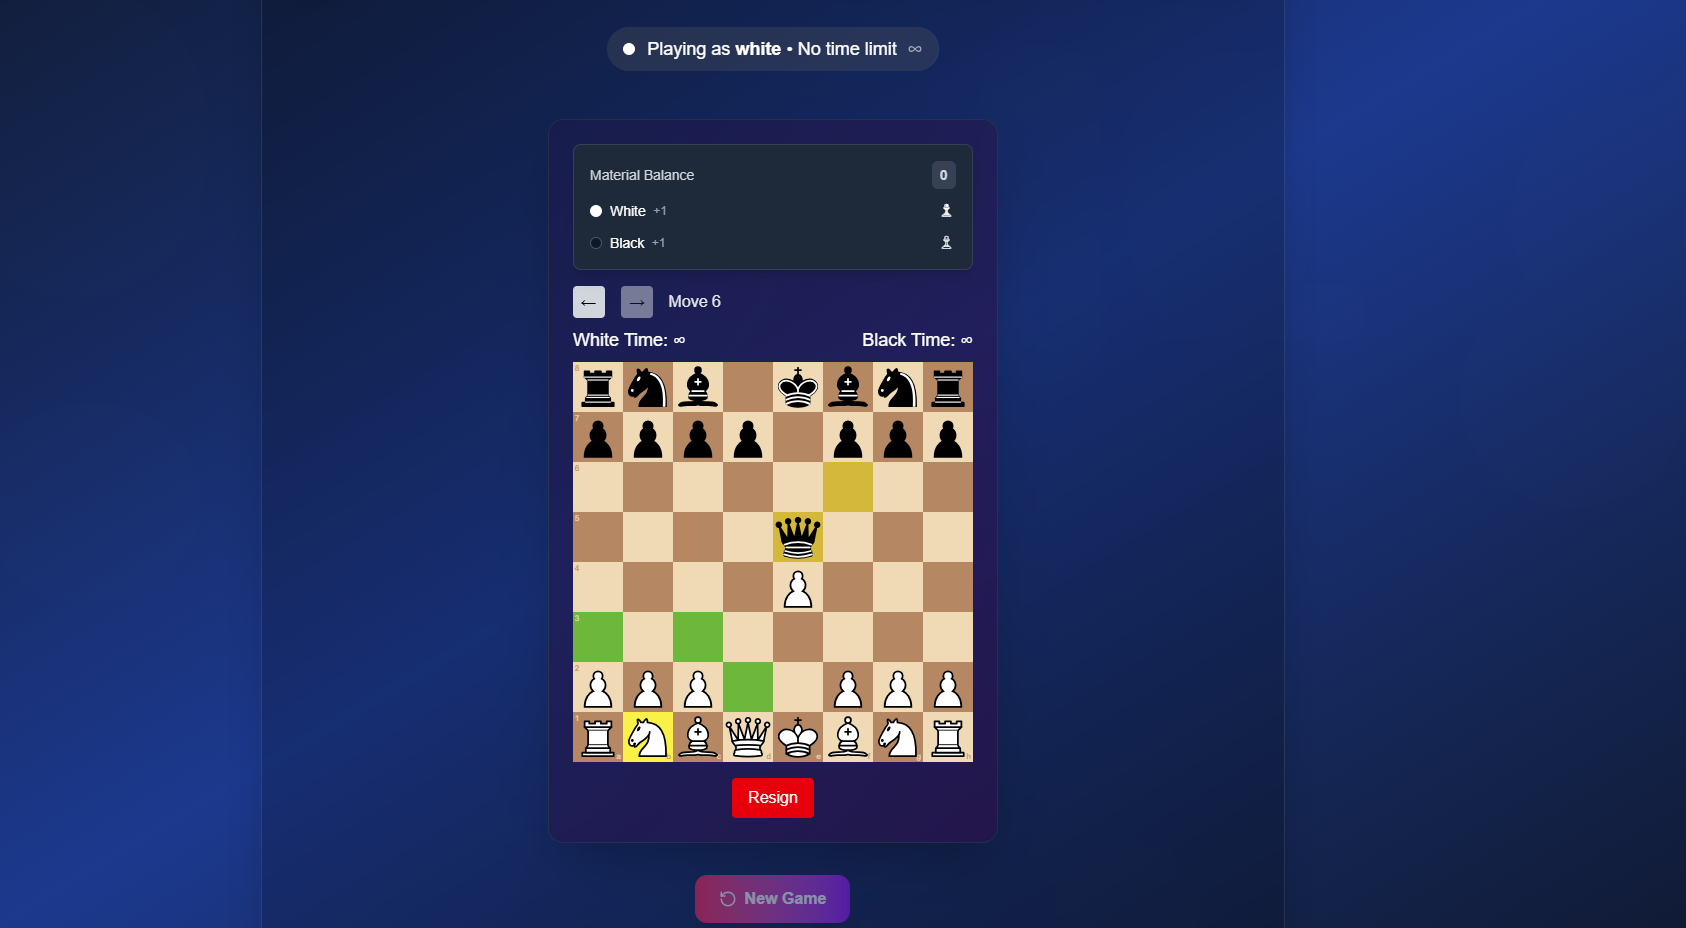 Playing as white • No time limit ∞
Material Balance 0
White +1
Black +1
← → Move 6
White Time: ∞ Black Time: ∞
8
7
6
5
4
3
2
1
a b c d e f g h
Resign
New Game